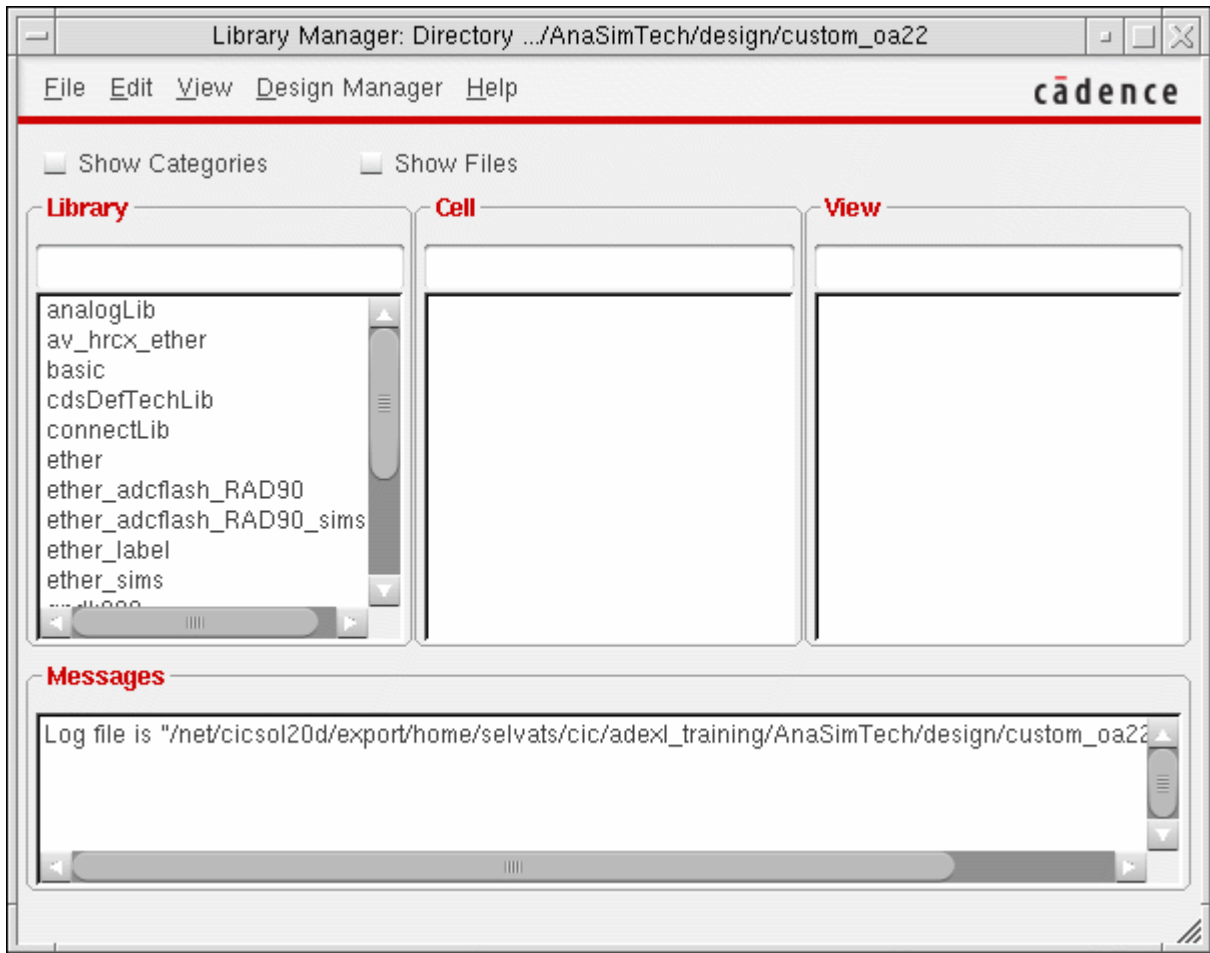 Library Manager: Directory .../AnaSimTech/design/custom_oa22
File Edit View Design Manager Help
cādence
Show Categories Show Files
Library Cell View
analogLib
av_hrcx_ether
basic
cdsDefTechLib
connectLib
ether
ether_adcflash_RAD90
ether_adcflash_RAD90_sims
ether_label
ether_sims
Messages
Log file is "/net/cicsol20d/export/home/selvats/cic/adexl_training/AnaSimTech/design/custom_oa22